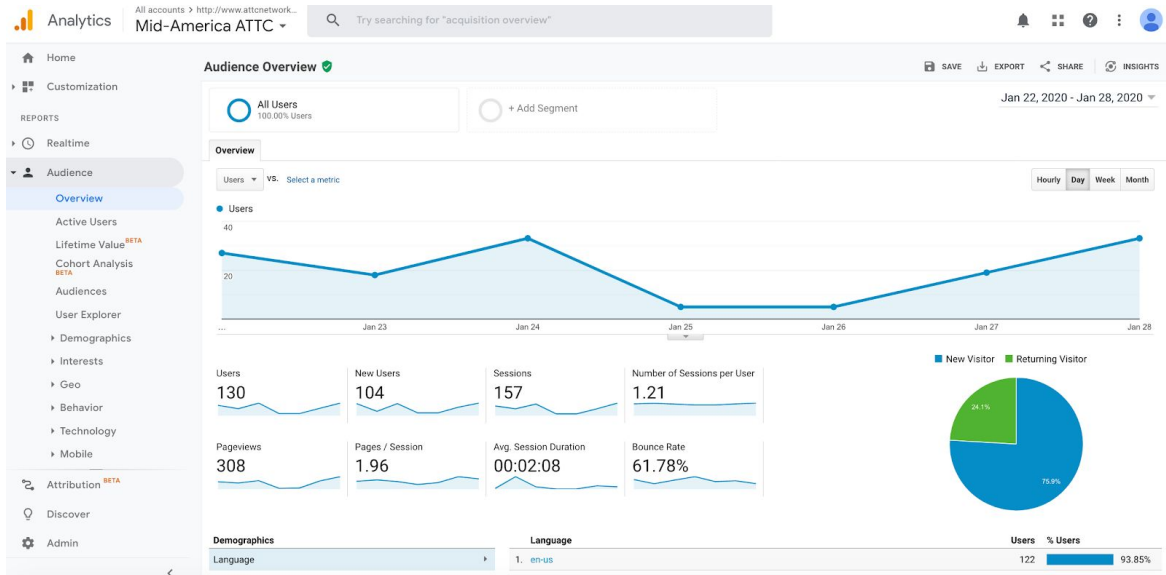 Analytics
All accounts > http://www.attcnetwork...
Mid-America ATTC
Try searching for "acquisition overview"
Home
Customization
REPORTS
Realtime
Audience
Overview
Active Users
Lifetime Value BETA
Cohort Analysis
BETA
Audiences
User Explorer
Demographics
Interests
Geo
Behavior
Technology
Mobile
Attribution BETA
Discover
Admin
Audience Overview
SAVE EXPORT SHARE INSIGHTS
All Users
100.00% Users
+ Add Segment
Jan 22, 2020 - Jan 28, 2020
Overview
Users VS. Select a metric
Hourly Day Week Month
Users
40
20
... Jan 23 Jan 24 Jan 25 Jan 26 Jan 27 Jan 28
Users
130
New Users
104
Sessions
157
Number of Sessions per User
1.21
Pageviews
308
Pages / Session
1.96
Avg. Session Duration
00:02:08
Bounce Rate
61.78%
New Visitor Returning Visitor
24.1%
75.9%
Demographics
Language
Language Users % Users
1. en-us 122 93.85%